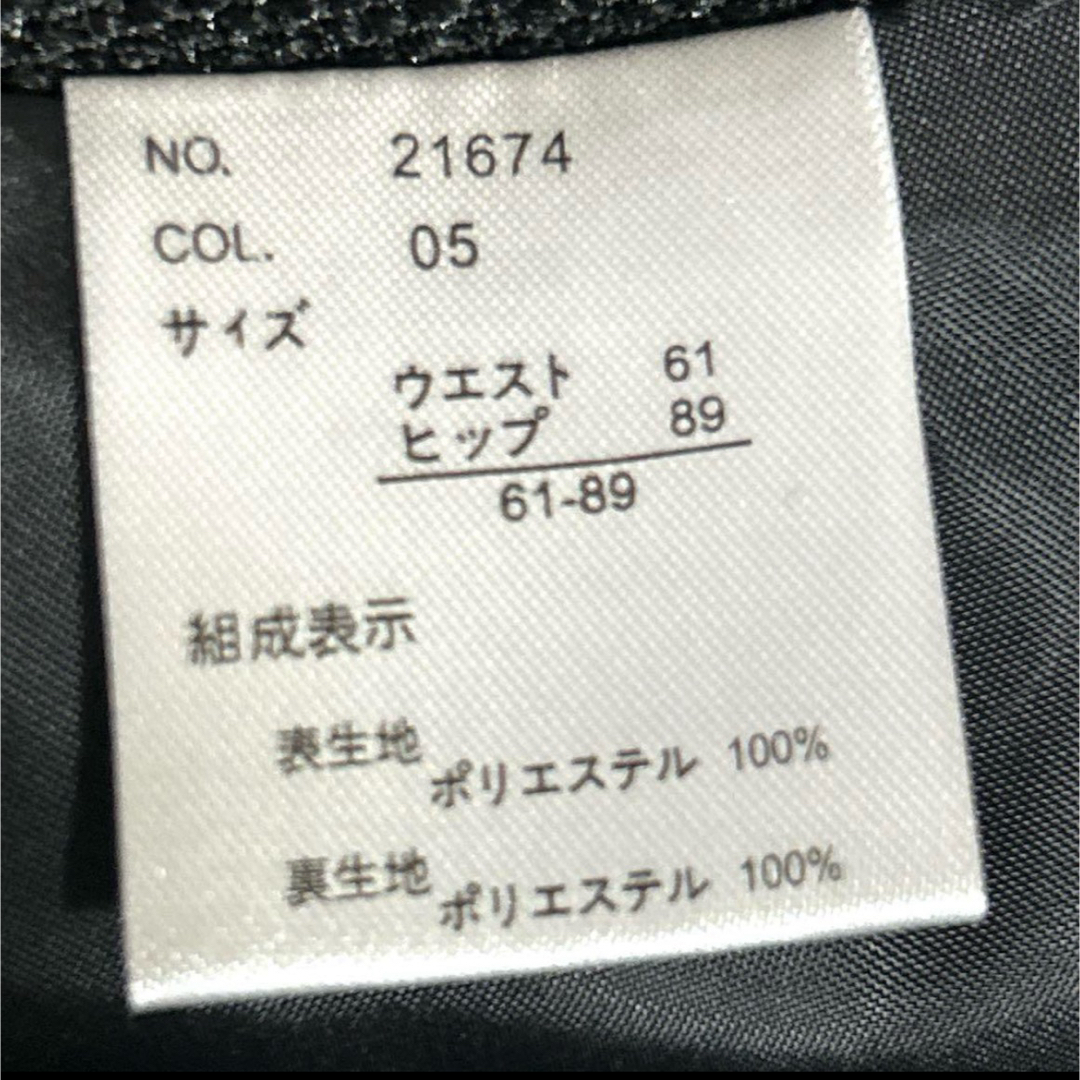 NO. 21674
COL. 05
サイズ
ウエスト 61
ヒップ 89
61-89
組成表示
表生地
ポリエステル 100%
裏生地
ポリエステル 100%